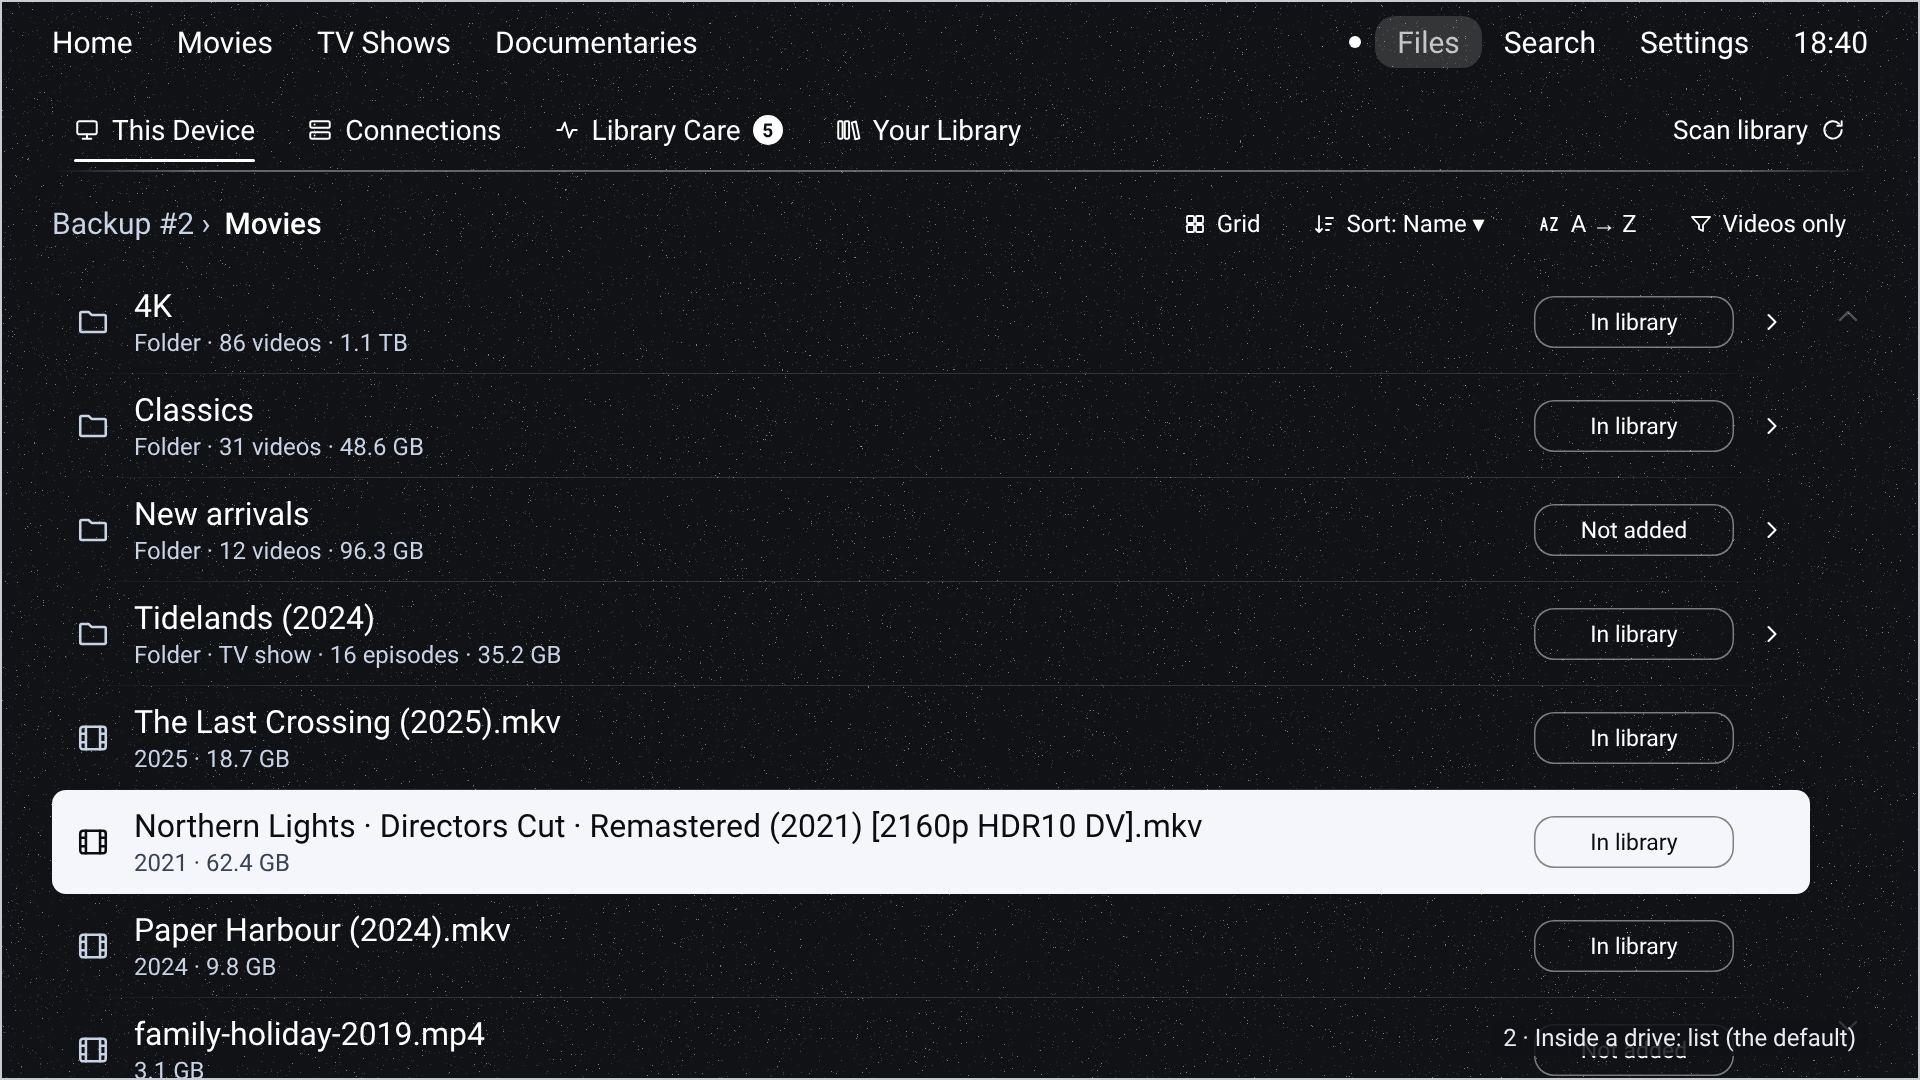 Home Movies TV Shows Documentaries Files Search Settings 18:40
This Device Connections Library Care 5 Your Library Scan library
Backup #2 › Movies Grid Sort: Name ▾ AZ A → Z Videos only
4K
Folder · 86 videos · 1.1 TB
In library
Classics
Folder · 31 videos · 48.6 GB
In library
New arrivals
Folder · 12 videos · 96.3 GB
Not added
Tidelands (2024)
Folder · TV show · 16 episodes · 35.2 GB
In library
The Last Crossing (2025).mkv
2025 · 18.7 GB
In library
Northern Lights · Directors Cut · Remastered (2021) [2160p HDR10 DV].mkv
2021 · 62.4 GB
In library
Paper Harbour (2024).mkv
2024 · 9.8 GB
In library
family-holiday-2019.mp4
3.1 GB
Not added
2 · Inside a drive: list (the default)